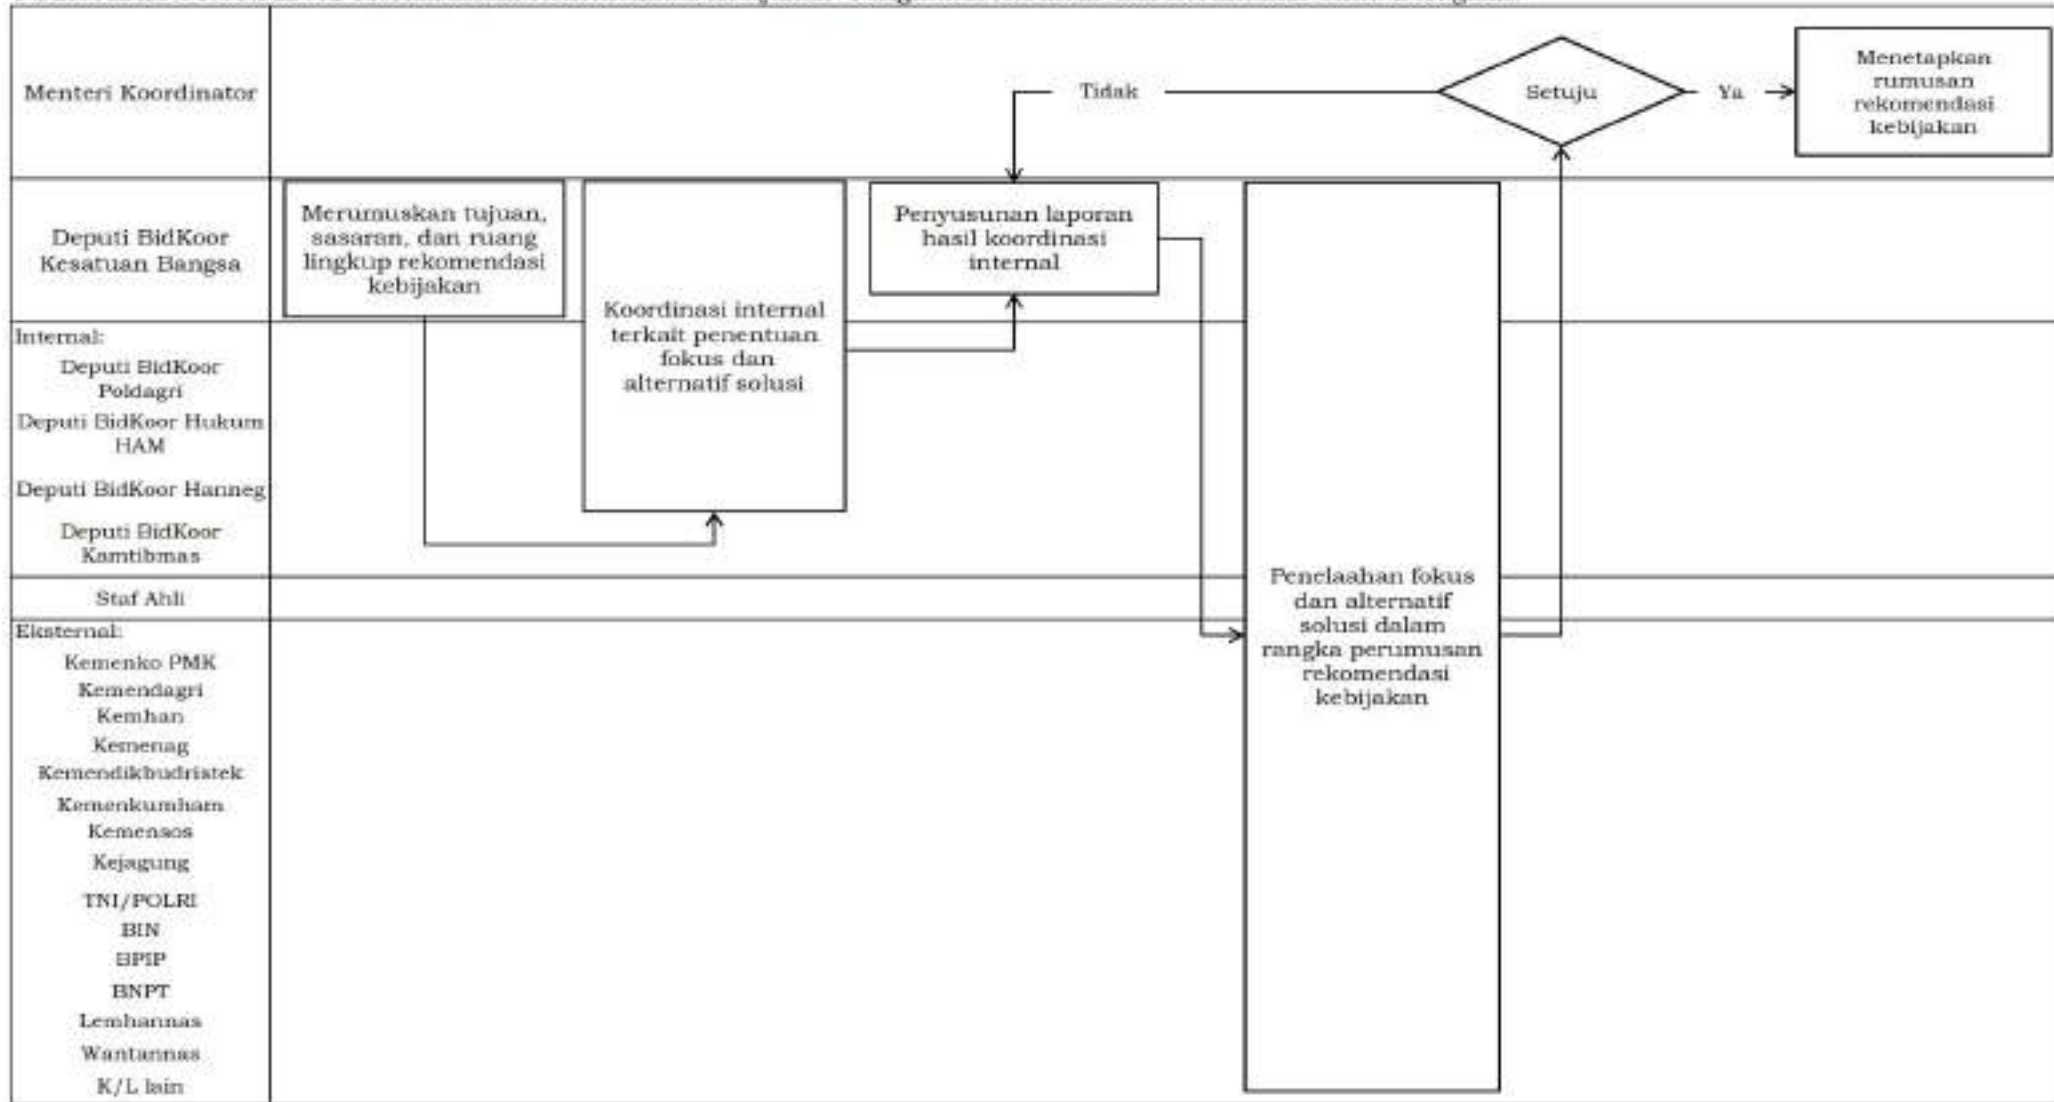 Menteri Koordinator
Tidak
Setuju
Ya
Menetapkan
rumusan
rekomendasi
kebijakan
Deputi BidKoor
Kesatuan Bangsa
Merumuskan tujuan,
sasaran, dan ruang
lingkup rekomendasi
kebijakan
Koordinasi internal
terkait penentuan
fokus dan
alternatif solusi
Penyusunan laporan
hasil koordinasi
internal
Internal:
Deputi BidKoor
Poldagri
Deputi BidKoor Hukum
HAM
Deputi BidKoor Hanneg
Deputi BidKoor
Kamtibmas
Staf Ahli
Penelaahan fokus
dan alternatif
solusi dalam
rangka perumusan
rekomendasi
kebijakan
Eksternal:
Kemenko PMK
Kemendagri
Kemhan
Kemenag
Kemendikbudristek
Kemenkumham
Kemensos
Kejagung
TNI/POLRI
BIN
BPIP
BNPT
Lemhannas
Wantannas
K/L lain